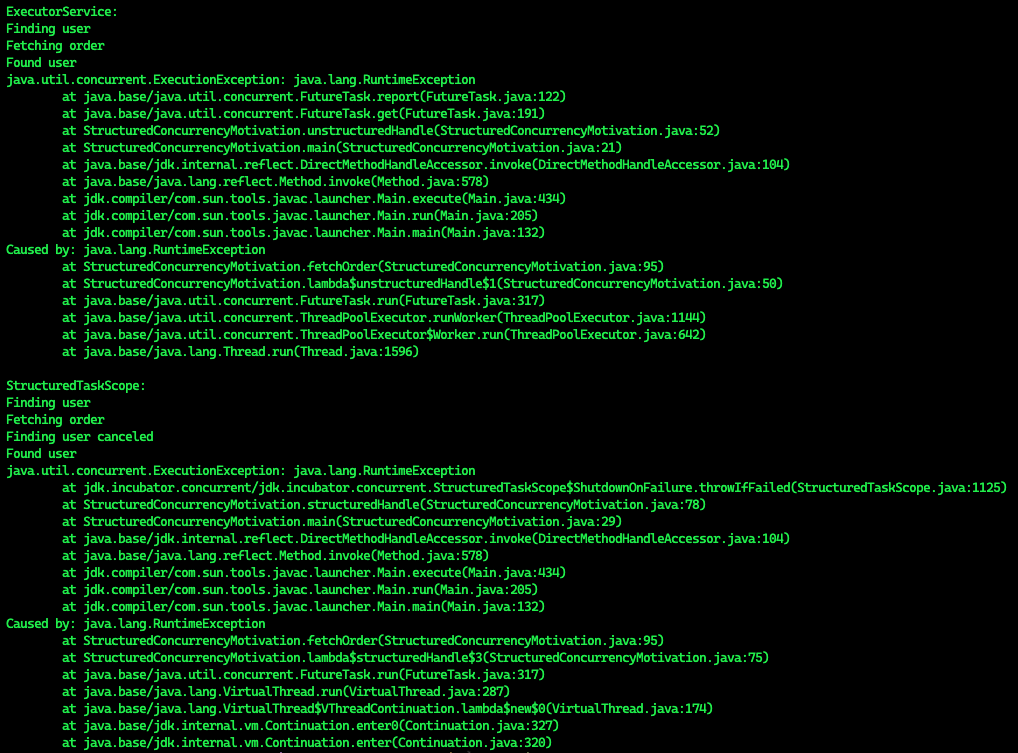 ExecutorService:
Finding user
Fetching order
Found user
java.util.concurrent.ExecutionException: java.lang.RuntimeException
        at java.base/java.util.concurrent.FutureTask.report(FutureTask.java:122)
        at java.base/java.util.concurrent.FutureTask.get(FutureTask.java:191)
        at StructuredConcurrencyMotivation.unstructuredHandle(StructuredConcurrencyMotivation.java:52)
        at StructuredConcurrencyMotivation.main(StructuredConcurrencyMotivation.java:21)
        at java.base/jdk.internal.reflect.DirectMethodHandleAccessor.invoke(DirectMethodHandleAccessor.java:104)
        at java.base/java.lang.reflect.Method.invoke(Method.java:578)
        at jdk.compiler/com.sun.tools.javac.launcher.Main.execute(Main.java:434)
        at jdk.compiler/com.sun.tools.javac.launcher.Main.run(Main.java:205)
        at jdk.compiler/com.sun.tools.javac.launcher.Main.main(Main.java:132)
Caused by: java.lang.RuntimeException
        at StructuredConcurrencyMotivation.fetchOrder(StructuredConcurrencyMotivation.java:95)
        at StructuredConcurrencyMotivation.lambda$unstructuredHandle$1(StructuredConcurrencyMotivation.java:50)
        at java.base/java.util.concurrent.FutureTask.run(FutureTask.java:317)
        at java.base/java.util.concurrent.ThreadPoolExecutor.runWorker(ThreadPoolExecutor.java:1144)
        at java.base/java.util.concurrent.ThreadPoolExecutor$Worker.run(ThreadPoolExecutor.java:642)
        at java.base/java.lang.Thread.run(Thread.java:1596)

StructuredTaskScope:
Finding user
Fetching order
Finding user canceled
Found user
java.util.concurrent.ExecutionException: java.lang.RuntimeException
        at jdk.incubator.concurrent/jdk.incubator.concurrent.StructuredTaskScope$ShutdownOnFailure.throwIfFailed(StructuredTaskScope.java:1125)
        at StructuredConcurrencyMotivation.structuredHandle(StructuredConcurrencyMotivation.java:78)
        at StructuredConcurrencyMotivation.main(StructuredConcurrencyMotivation.java:29)
        at java.base/jdk.internal.reflect.DirectMethodHandleAccessor.invoke(DirectMethodHandleAccessor.java:104)
        at java.base/java.lang.reflect.Method.invoke(Method.java:578)
        at jdk.compiler/com.sun.tools.javac.launcher.Main.execute(Main.java:434)
        at jdk.compiler/com.sun.tools.javac.launcher.Main.run(Main.java:205)
        at jdk.compiler/com.sun.tools.javac.launcher.Main.main(Main.java:132)
Caused by: java.lang.RuntimeException
        at StructuredConcurrencyMotivation.fetchOrder(StructuredConcurrencyMotivation.java:95)
        at StructuredConcurrencyMotivation.lambda$structuredHandle$3(StructuredConcurrencyMotivation.java:75)
        at java.base/java.util.concurrent.FutureTask.run(FutureTask.java:317)
        at java.base/java.lang.VirtualThread.run(VirtualThread.java:287)
        at java.base/java.lang.VirtualThread$VThreadContinuation.lambda$new$0(VirtualThread.java:174)
        at java.base/jdk.internal.vm.Continuation.enter0(Continuation.java:327)
        at java.base/jdk.internal.vm.Continuation.enter(Continuation.java:320)